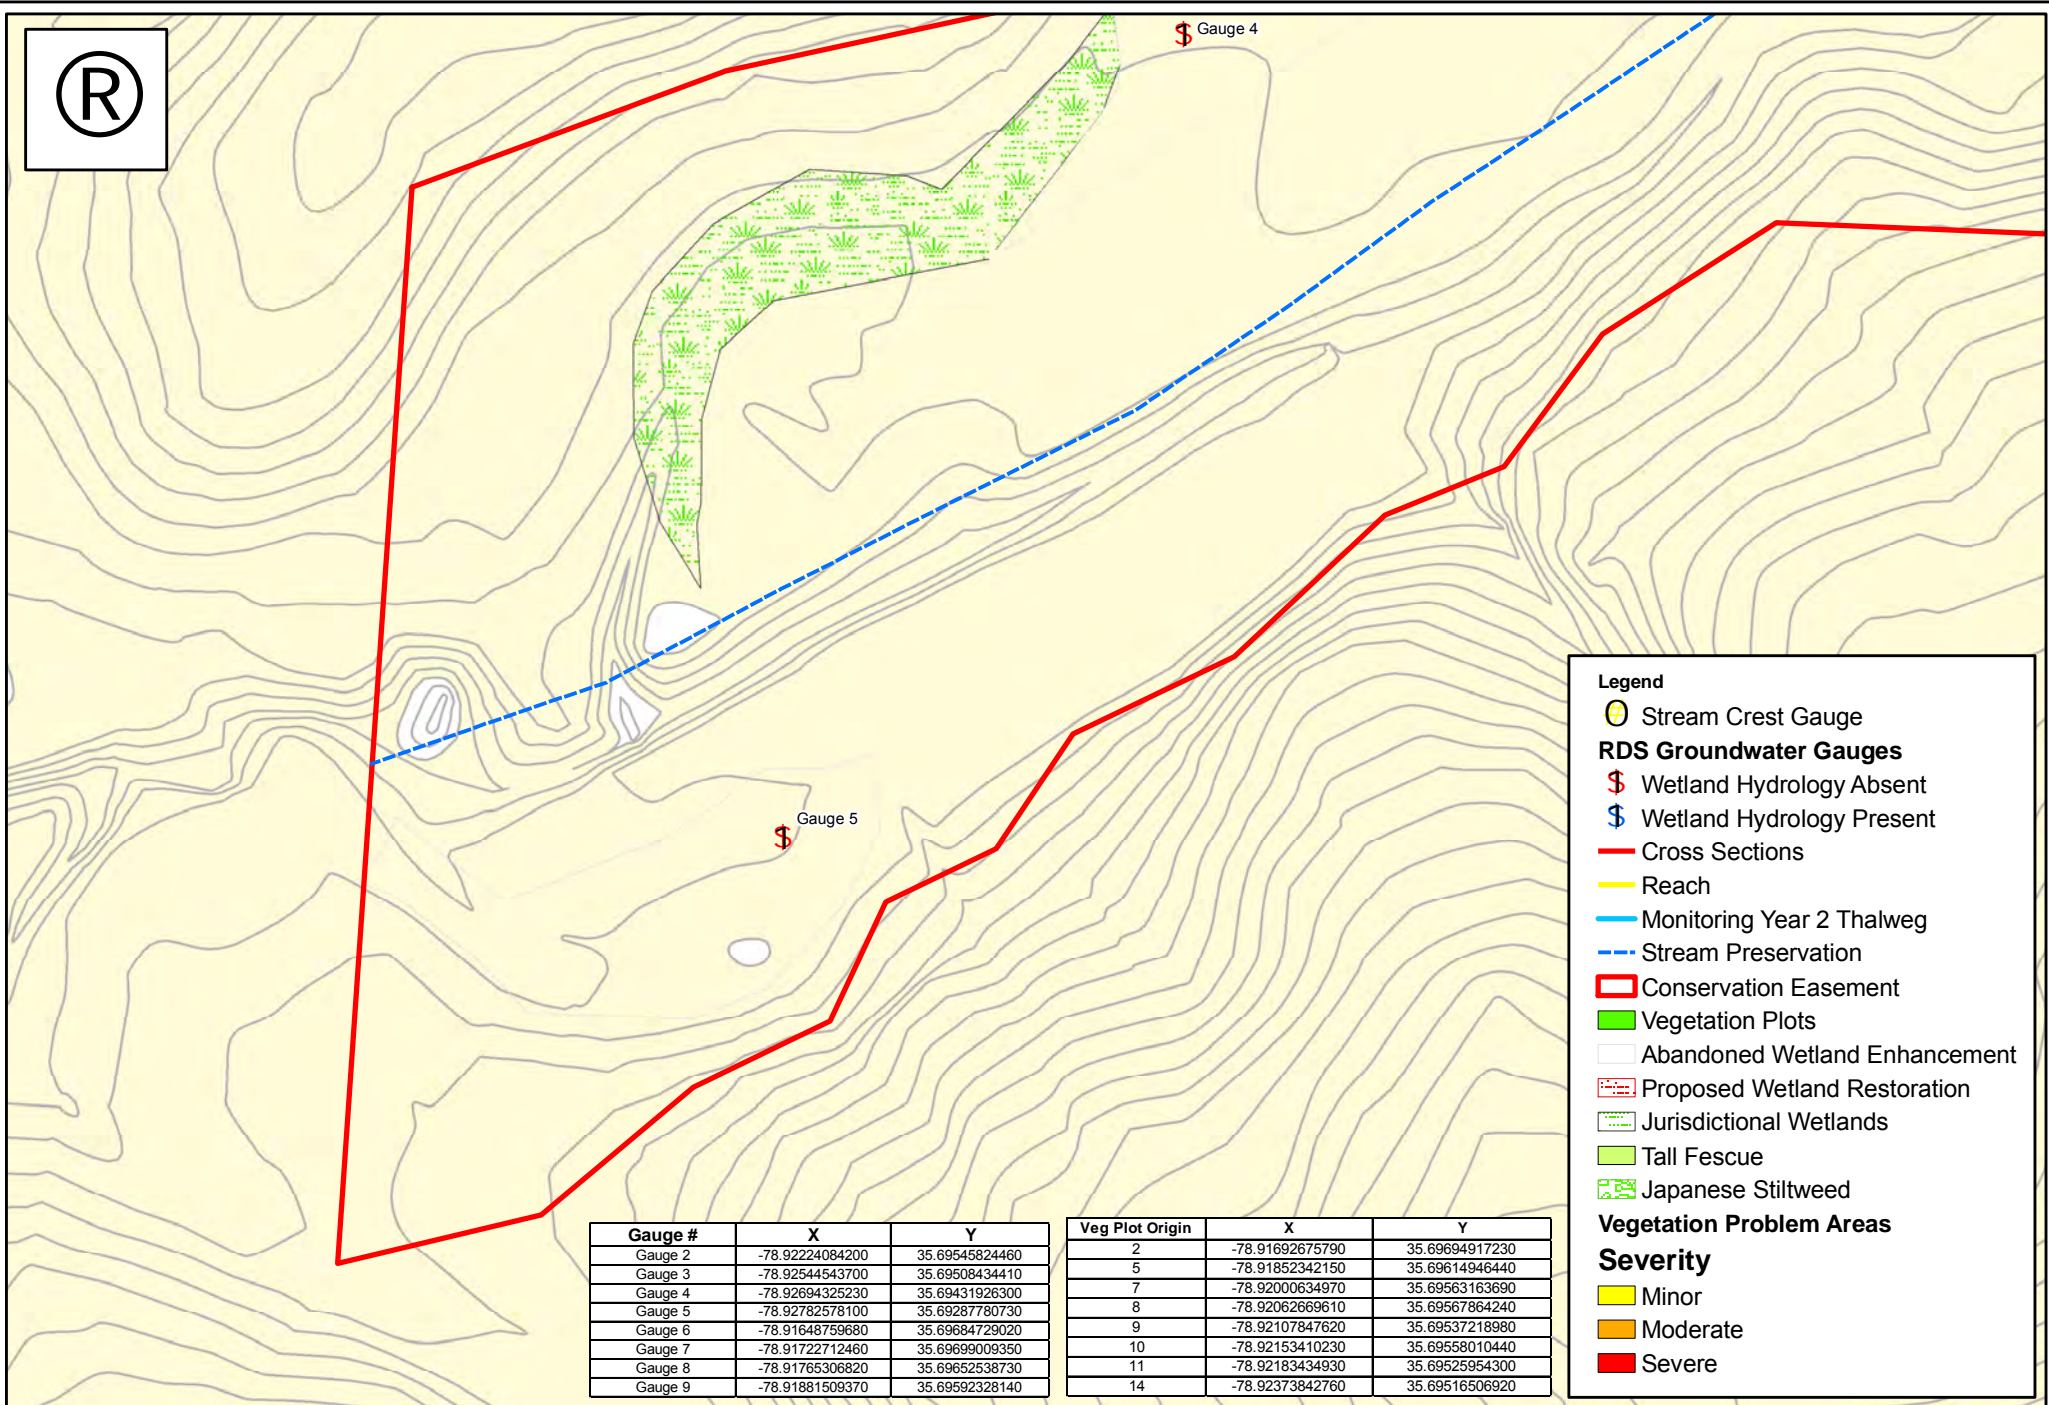 ®
Gauge 4
Gauge 5
Legend
Stream Crest Gauge
RDS Groundwater Gauges
Wetland Hydrology Absent
Wetland Hydrology Present
Cross Sections
Reach
Monitoring Year 2 Thalweg
Stream Preservation
Conservation Easement
Vegetation Plots
Abandoned Wetland Enhancement
Proposed Wetland Restoration
Jurisdictional Wetlands
Tall Fescue
Japanese Stiltweed
Vegetation Problem Areas
Severity
Minor
Moderate
Severe
Gauge # X Y
Gauge 2 -78.92224084200 35.69545824460
Gauge 3 -78.92544543700 35.69508434410
Gauge 4 -78.92694325230 35.69431926300
Gauge 5 -78.92782578100 35.69287780730
Gauge 6 -78.91648759680 35.69684729020
Gauge 7 -78.91722712460 35.69699009350
Gauge 8 -78.91765306820 35.69652538730
Gauge 9 -78.91881509370 35.69592328140
Veg Plot Origin X Y
2 -78.91692675790 35.69694917230
5 -78.91852342150 35.69614946440
7 -78.92000634970 35.69563163690
8 -78.92062669610 35.69567864240
9 -78.92107847620 35.69537218980
10 -78.92153410230 35.69558010440
11 -78.92183434930 35.69525954300
14 -78.92373842760 35.69516506920